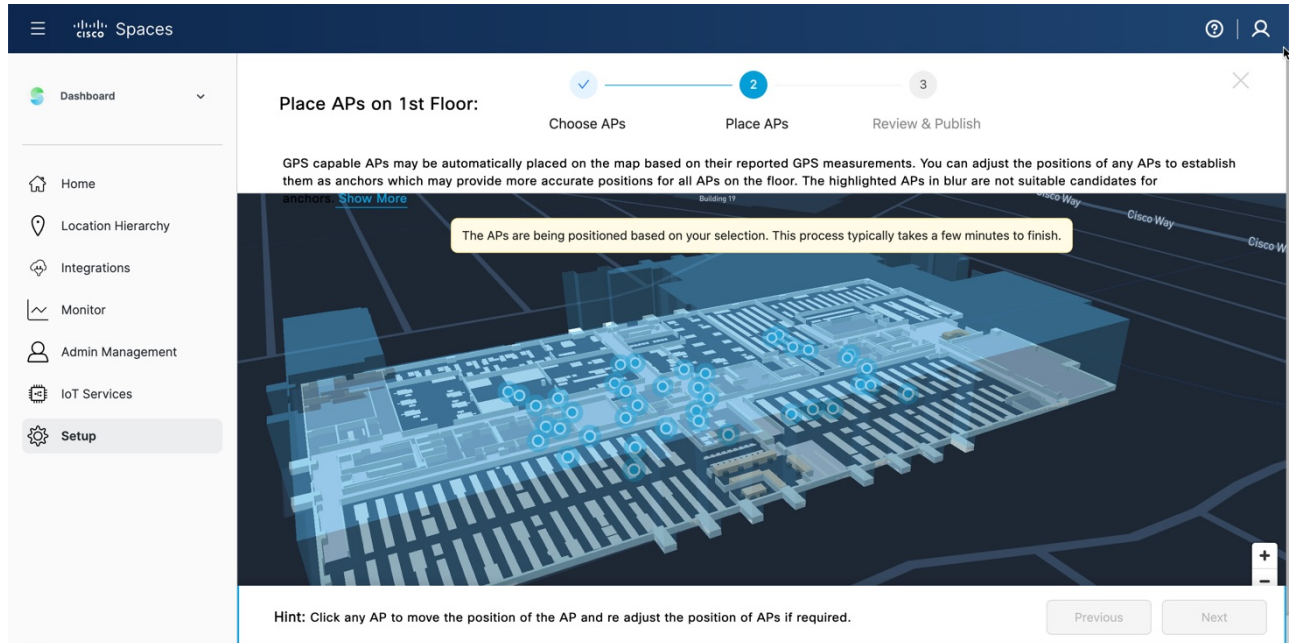 cisco Spaces
Dashboard
Home
Location Hierarchy
Integrations
Monitor
Admin Management
IoT Services
Setup
Place APs on 1st Floor:
2
3
Choose APs
Place APs
Review & Publish
GPS capable APs may be automatically placed on the map based on their reported GPS measurements. You can adjust the positions of any APs to establish
them as anchors which may provide more accurate positions for all APs on the floor. The highlighted APs in blur are not suitable candidates for
anchors. Show More
Building 19
Cisco Way
Cisco Way
Cisco W
The APs are being positioned based on your selection. This process typically takes a few minutes to finish.
+
−
Hint: Click any AP to move the position of the AP and re adjust the position of APs if required.
Previous
Next